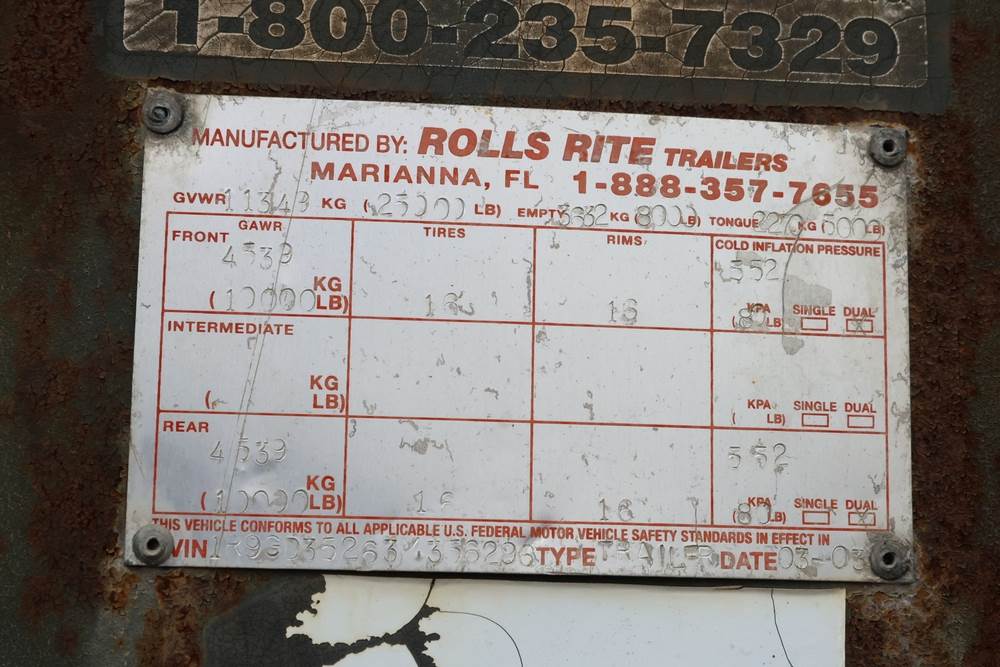 1-800-235-7329
MANUFACTURED BY: ROLLS RITE TRAILERS
MARIANNA, FL 1-888-357-7655
GVWR 11343 KG (25000 LB) EMPTY 3632 KG 800 LB) TONGUE 2270 KG (5000 LB)
GAWR TIRES RIMS COLD INFLATION PRESSURE
FRONT
4539 552
KG
(10000 LB) 16 16 KPA SINGLE DUAL
(80 LB) X
INTERMEDIATE
KG
( LB) KPA SINGLE DUAL
( LB)
REAR
4539 552
KG
(10000 LB) 16 16 KPA SINGLE DUAL
(80 LB) X
THIS VEHICLE CONFORMS TO ALL APPLICABLE U.S. FEDERAL MOTOR VEHICLE SAFETY STANDARDS IN EFFECT IN
VIN TYPE TRAILER DATE 03-03